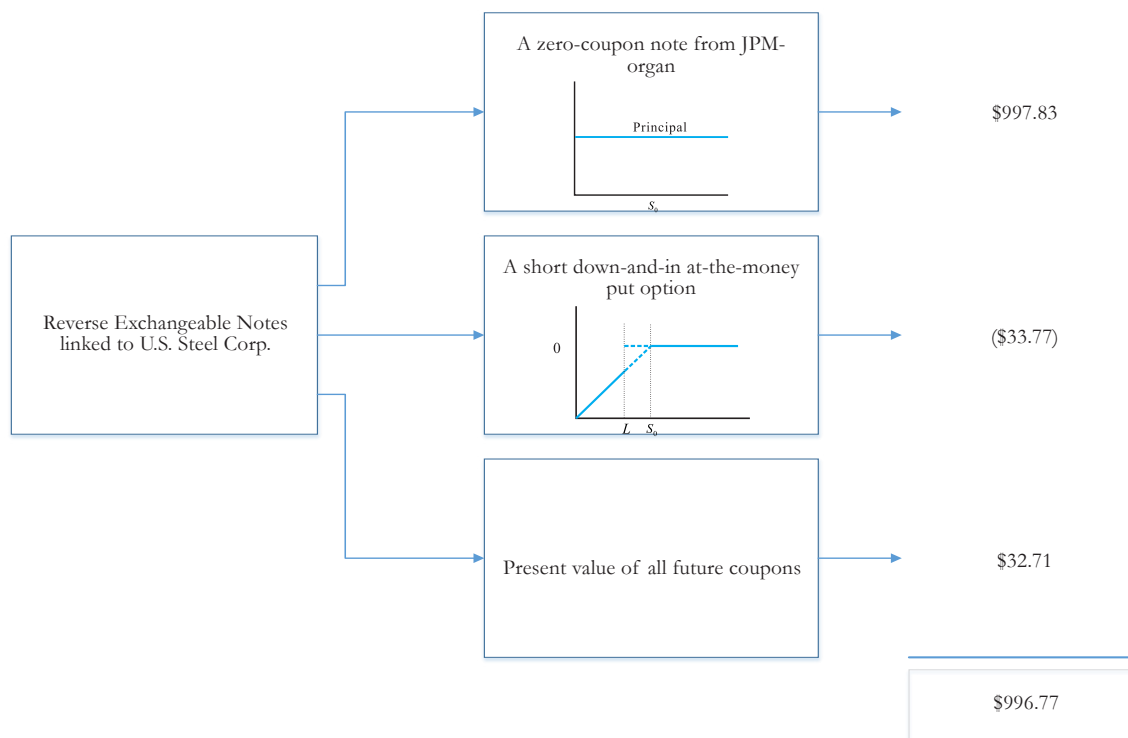 A zero-coupon note from JPM-
organ
Principal
S₀
$997.83
Reverse Exchangeable Notes
linked to U.S. Steel Corp.
A short down-and-in at-the-money
put option
0
L S₀
($33.77)
Present value of all future coupons
$32.71
$996.77